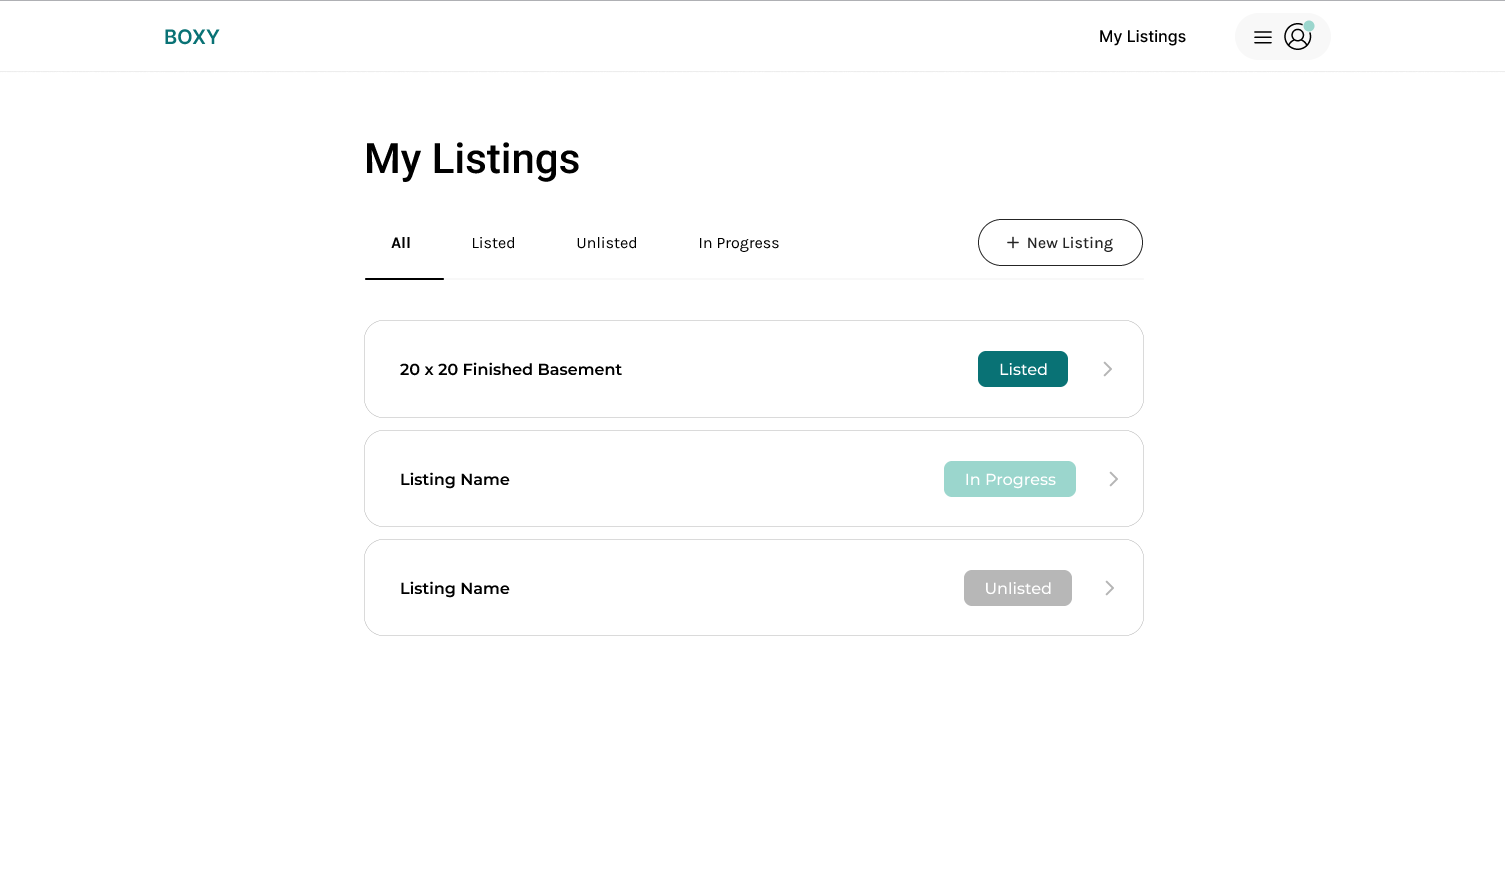 BOXY
My Listings
My Listings
All
Listed
Unlisted
In Progress
+ New Listing
20 x 20 Finished Basement
Listed
Listing Name
In Progress
Listing Name
Unlisted